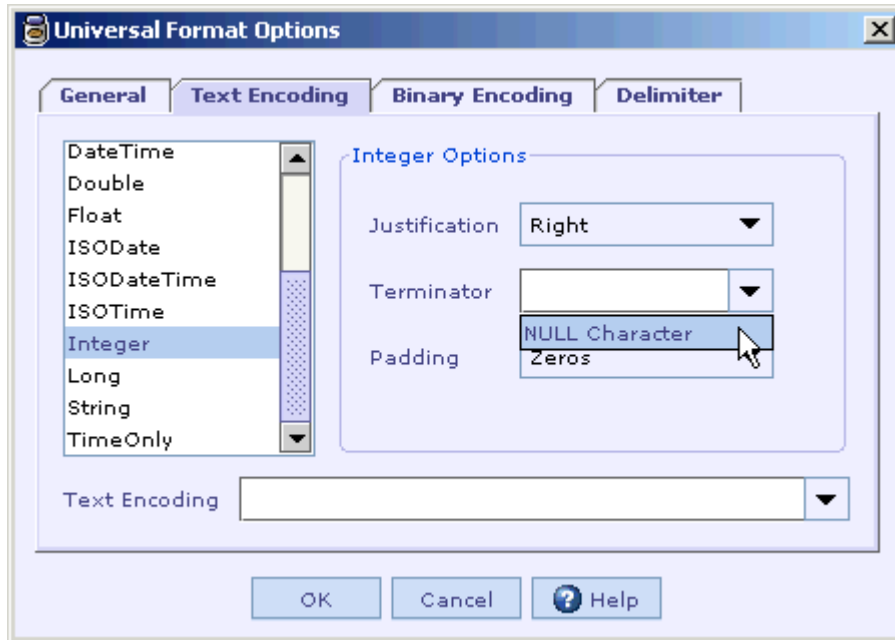 Universal Format Options
General Text Encoding Binary Encoding Delimiter
DateTime
Double
Float
ISODate
ISODateTime
ISOTime
Integer
Long
String
TimeOnly
Integer Options
Justification Right
Terminator
NULL Character
Padding Zeros
Text Encoding
OK Cancel Help